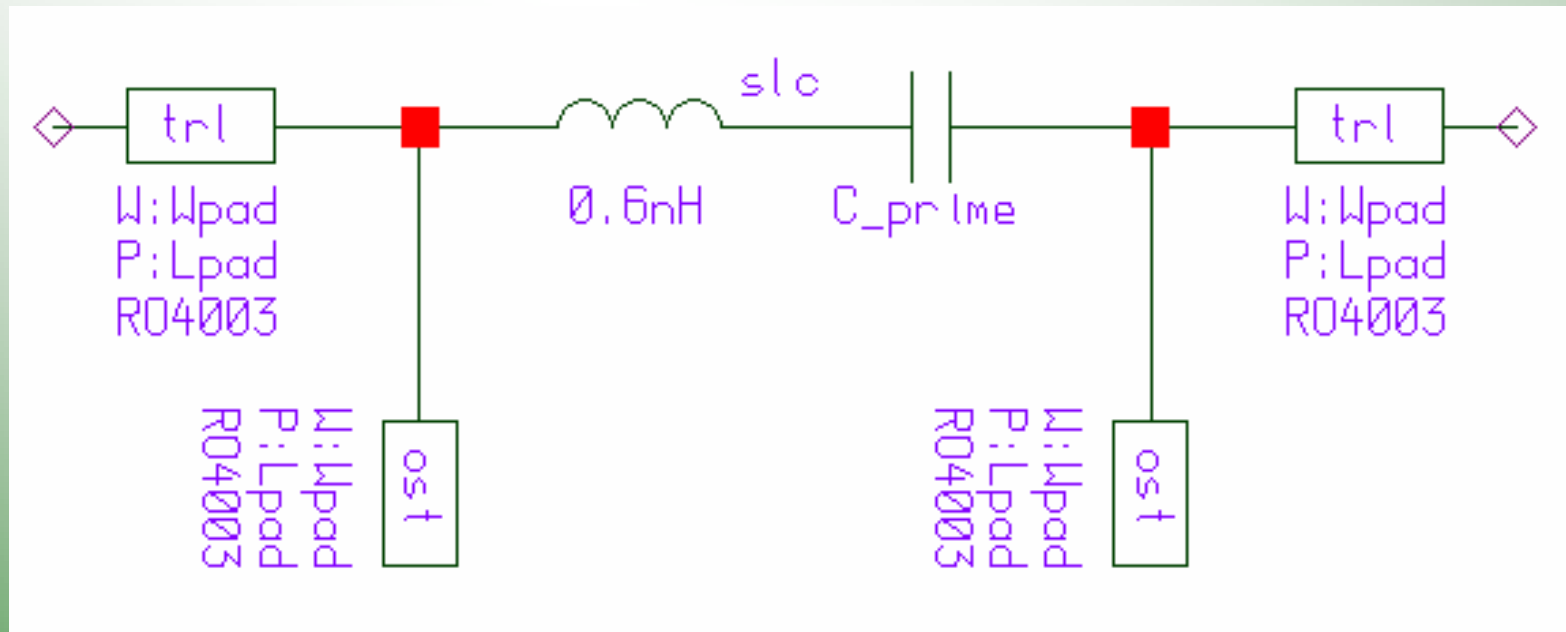 slc
trl
trl
W:Wpad
P:Lpad
RO4003
0.6nH
C_prime
W:Wpad
P:Lpad
RO4003
ost
W:Wpad
P:Lpad
RO4003
ost
W:Wpad
P:Lpad
RO4003